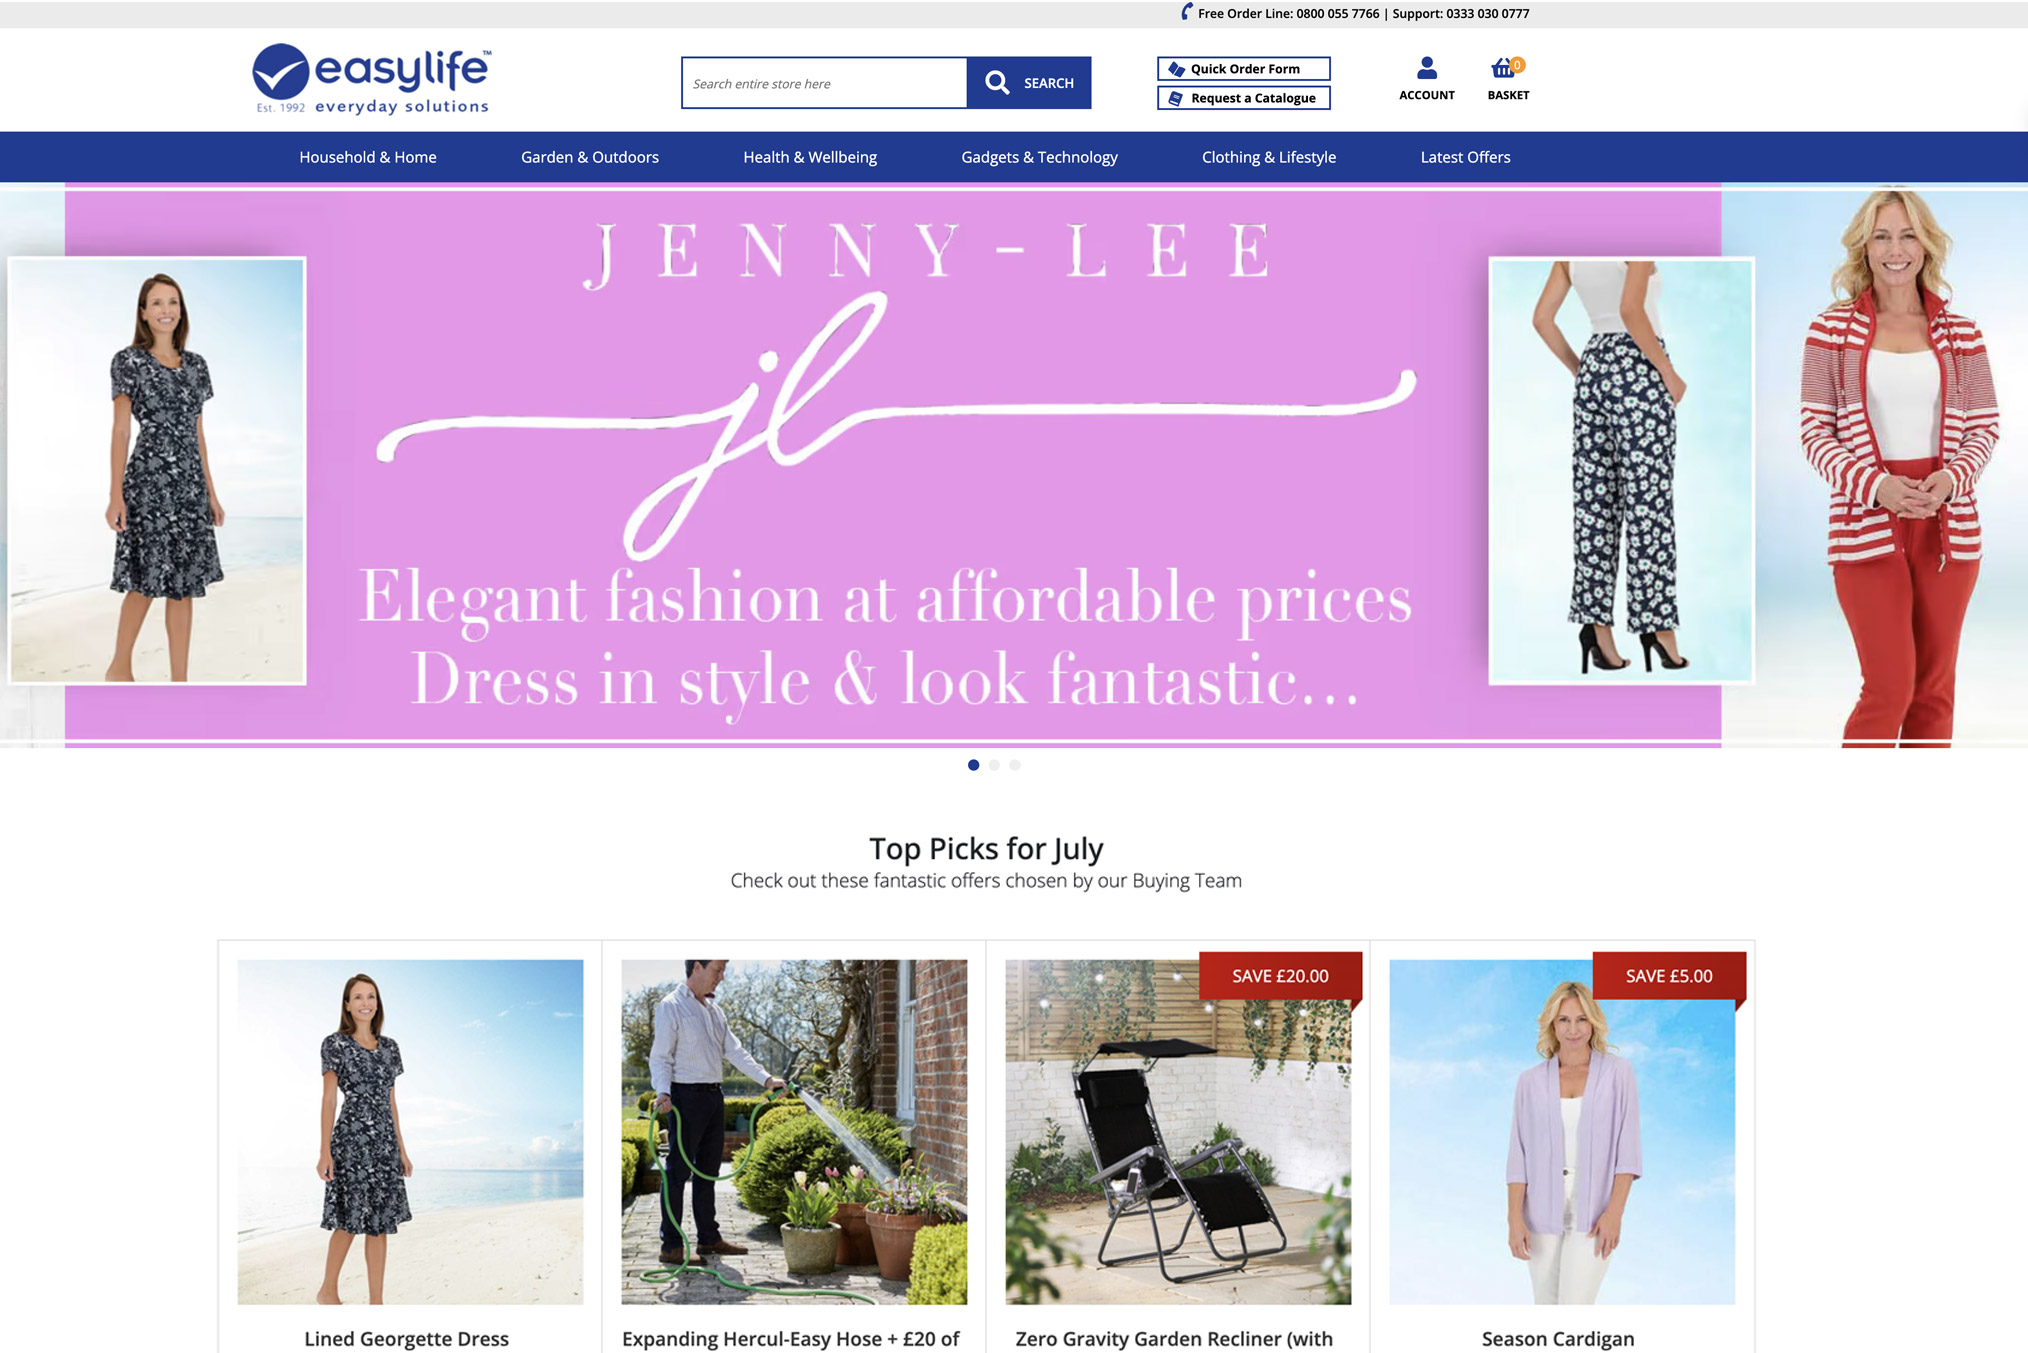 Free Order Line: 0800 055 7766 | Support: 0333 030 0777
easylife™
Est. 1992 everyday solutions
Search entire store here
SEARCH
Quick Order Form
Request a Catalogue
ACCOUNT
0
BASKET
Household & Home
Garden & Outdoors
Health & Wellbeing
Gadgets & Technology
Clothing & Lifestyle
Latest Offers
JENNY-LEE
jl
Elegant fashion at affordable prices
Dress in style & look fantastic...
Top Picks for July
Check out these fantastic offers chosen by our Buying Team
SAVE £20.00
SAVE £5.00
Lined Georgette Dress
Expanding Hercul-Easy Hose + £20 of
Zero Gravity Garden Recliner (with
Season Cardigan